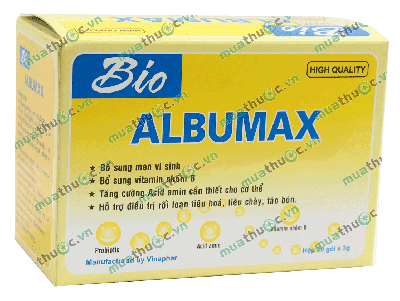 Bio
HIGH QUALITY
ALBUMAX
★ Bổ sung men vi sinh
★ Bổ sung vitamin nhóm B
★ Tăng cường Acid amin cần thiết cho cơ thể
★ Hỗ trợ điều trị rối loạn tiêu hoá, tiêu chảy, táo bón.
Probiotic
Acid amin
Vitamin nhóm B
Manufactured by Vinaphar
Hộp 30 gói x 3g
muathuoc.vn